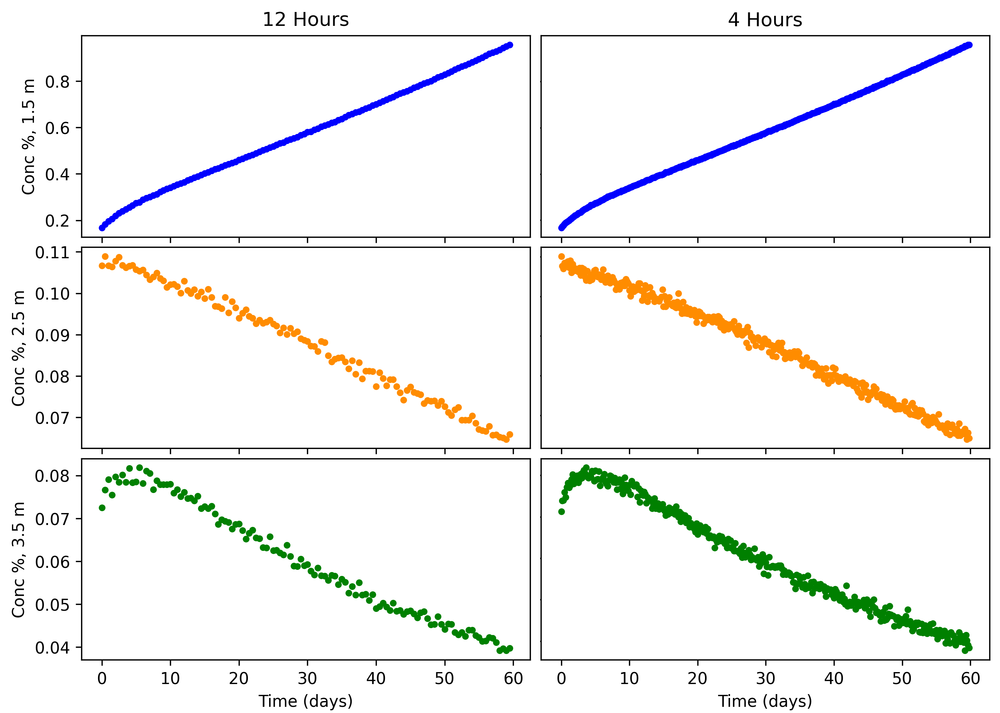 12 Hours
4 Hours
Conc %, 1.5 m
0.8
0.6
0.4
0.2
Conc %, 2.5 m
0.11
0.10
0.09
0.08
0.07
Conc %, 3.5 m
0.08
0.07
0.06
0.05
0.04
0 10 20 30 40 50 60
0 10 20 30 40 50 60
Time (days)
Time (days)